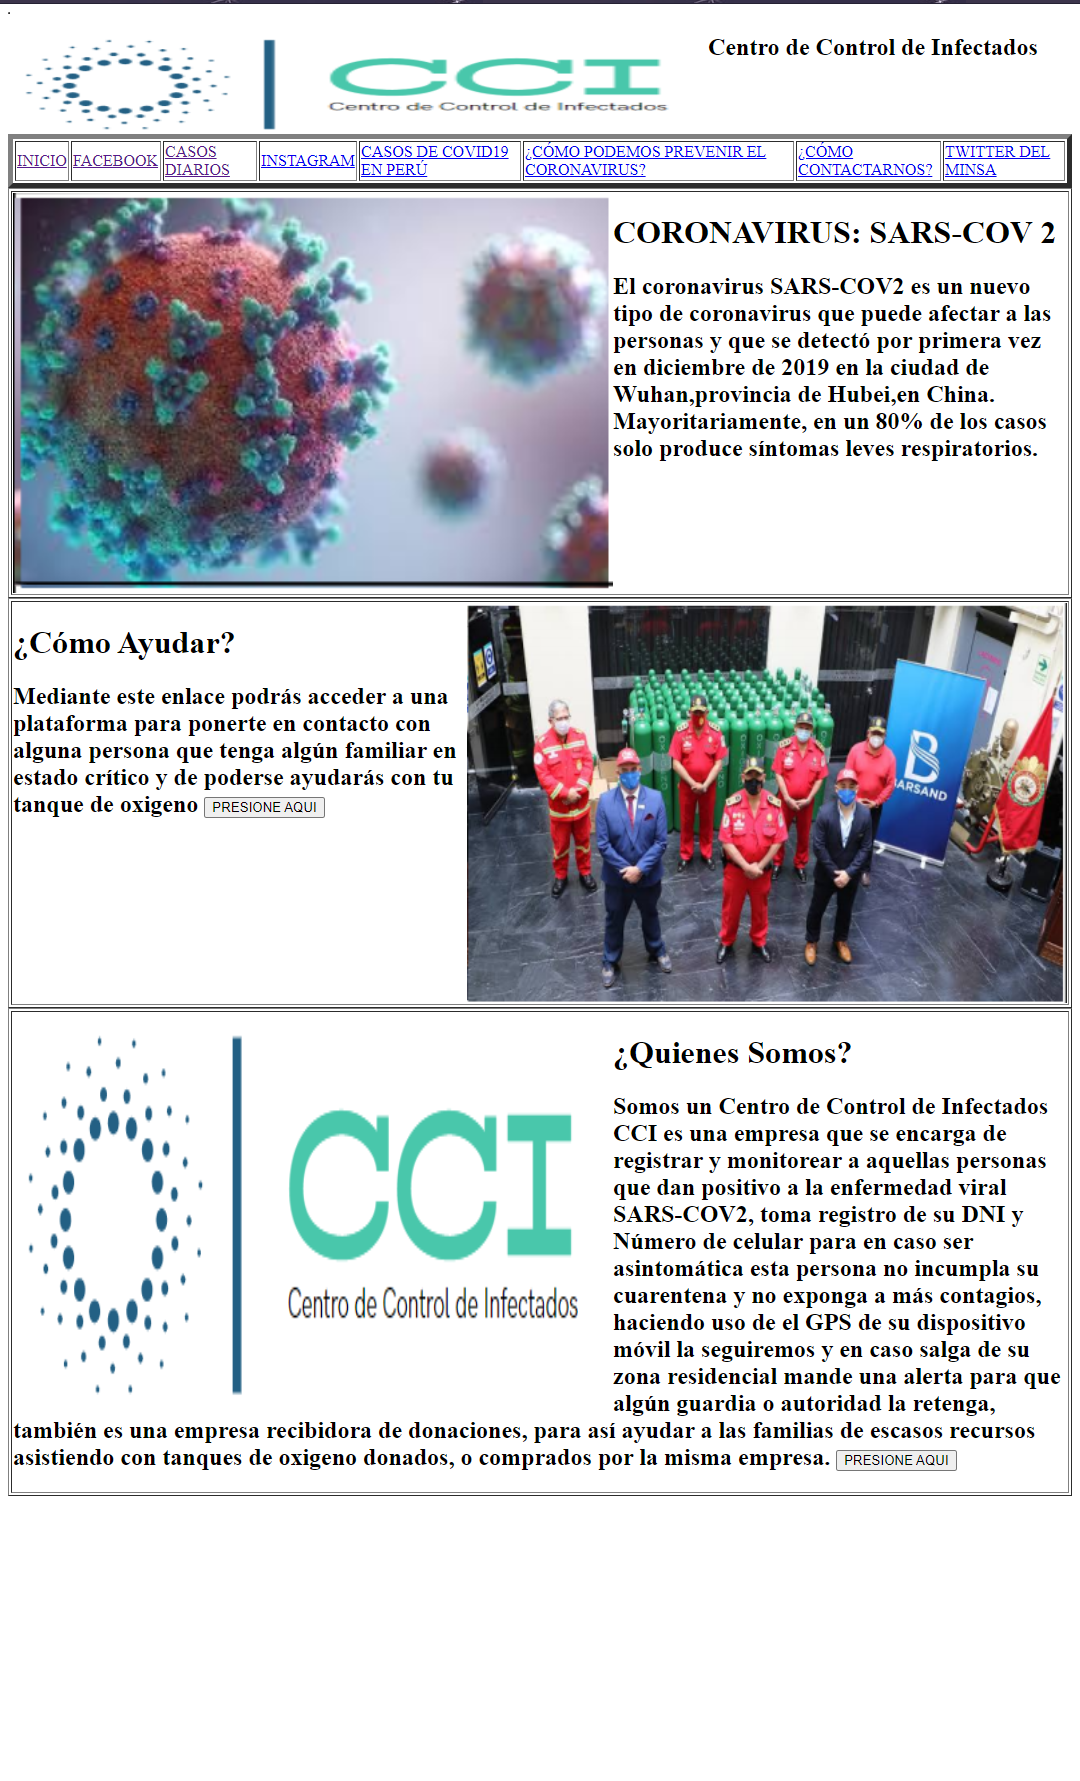 CCI
Centro de Control de Infectados
Centro de Control de Infectados
INICIO
FACEBOOK
CASOS
DIARIOS
INSTAGRAM
CASOS DE COVID19
EN PERÚ
¿CÓMO PODEMOS PREVENIR EL
CORONAVIRUS?
¿CÓMO
CONTACTARNOS?
TWITTER DEL
MINSA
CORONAVIRUS: SARS-COV 2
El coronavirus SARS-COV2 es un nuevo
tipo de coronavirus que puede afectar a las
personas y que se detectó por primera vez
en diciembre de 2019 en la ciudad de
Wuhan,provincia de Hubei,en China.
Mayoritariamente, en un 80% de los casos
solo produce síntomas leves respiratorios.
¿Cómo Ayudar?
Mediante este enlace podrás acceder a una
plataforma para ponerte en contacto con
alguna persona que tenga algún familiar en
estado crítico y de poderse ayudarás con tu
tanque de oxigeno PRESIONE AQUI
BARSAND
CCI
Centro de Control de Infectados
¿Quienes Somos?
Somos un Centro de Control de Infectados
CCI es una empresa que se encarga de
registrar y monitorear a aquellas personas
que dan positivo a la enfermedad viral
SARS-COV2, toma registro de su DNI y
Número de celular para en caso ser
asintomática esta persona no incumpla su
cuarentena y no exponga a más contagios,
haciendo uso de el GPS de su dispositivo
móvil la seguiremos y en caso salga de su
zona residencial mande una alerta para que
algún guardia o autoridad la retenga,
también es una empresa recibidora de donaciones, para así ayudar a las familias de escasos recursos
asistiendo con tanques de oxigeno donados, o comprados por la misma empresa. PRESIONE AQUI